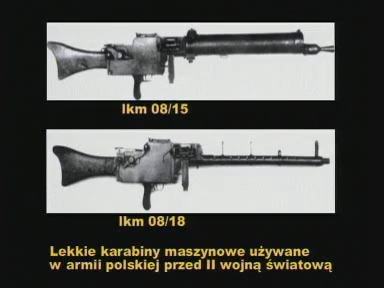 lkm 08/15
lkm 08/18
Lekkie karabiny maszynowe używane
w armii polskiej przed II wojną światową